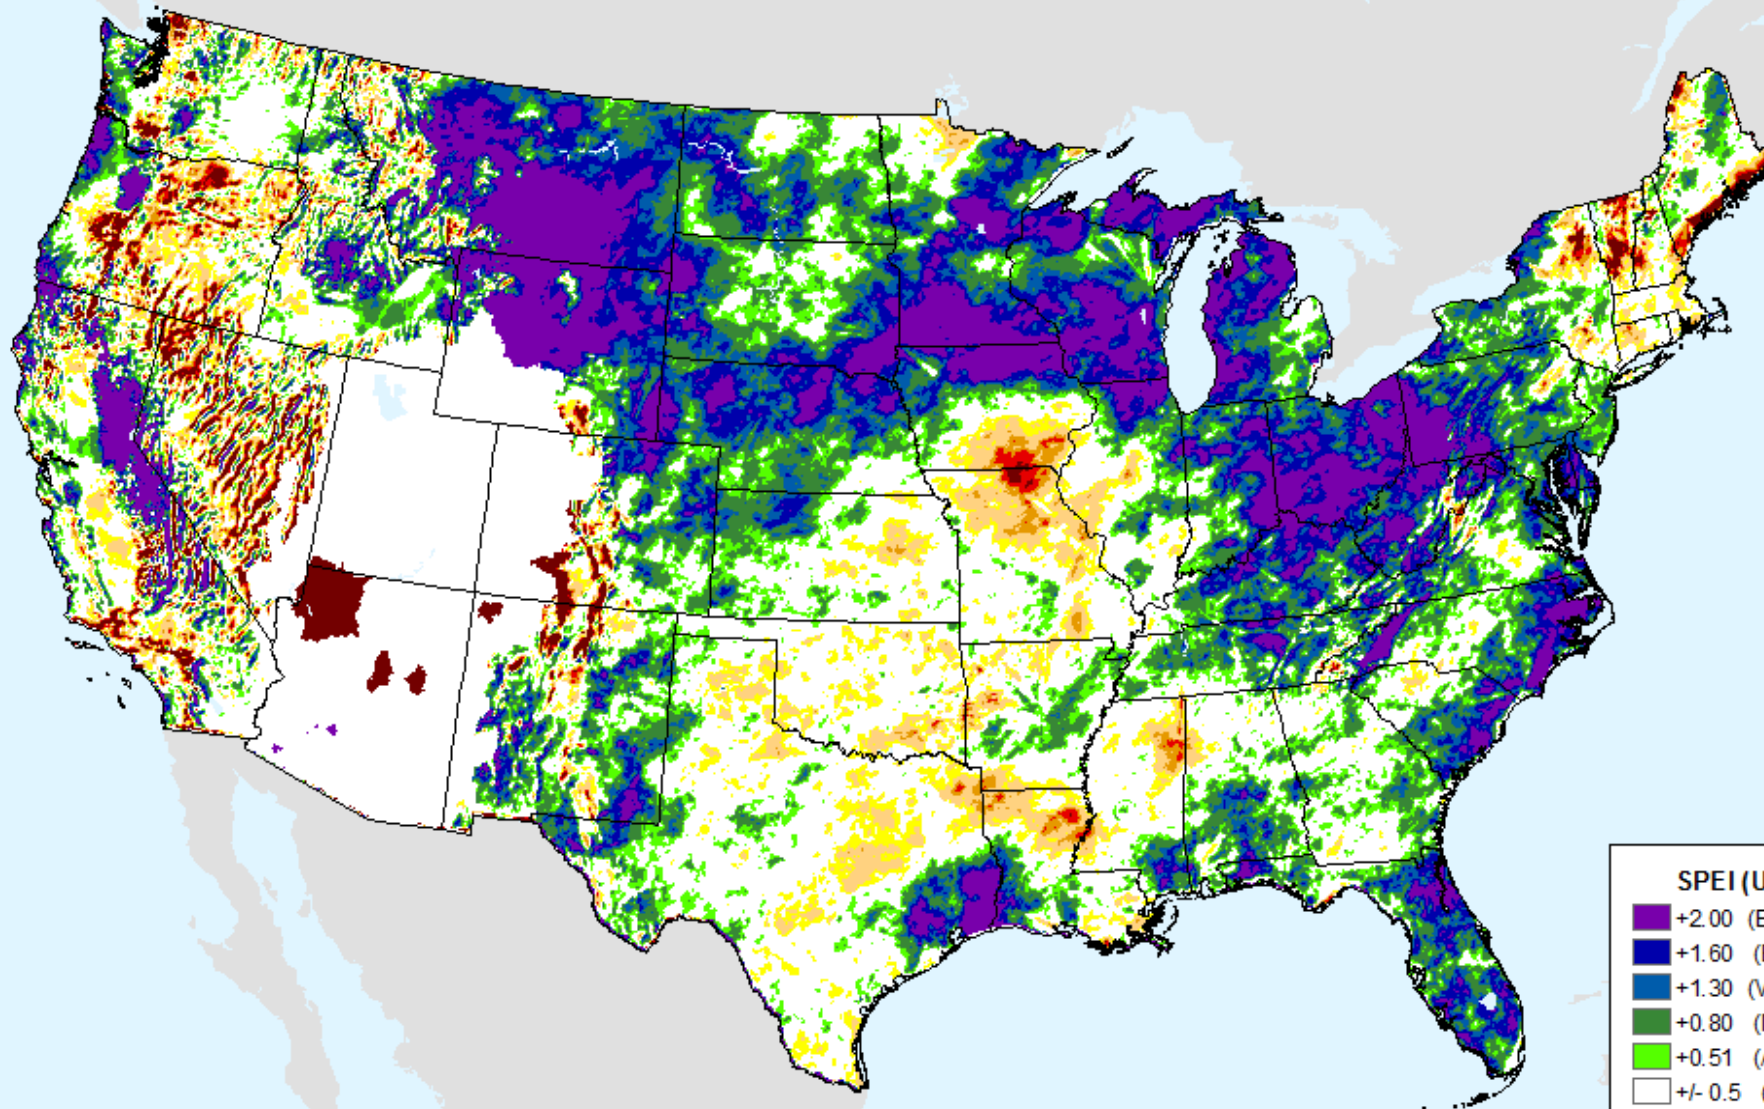 SPEI (U
+2.00 (E
+1.60 (
+1.30 (V
+0.80 (
+0.51 (
+/- 0.5 (